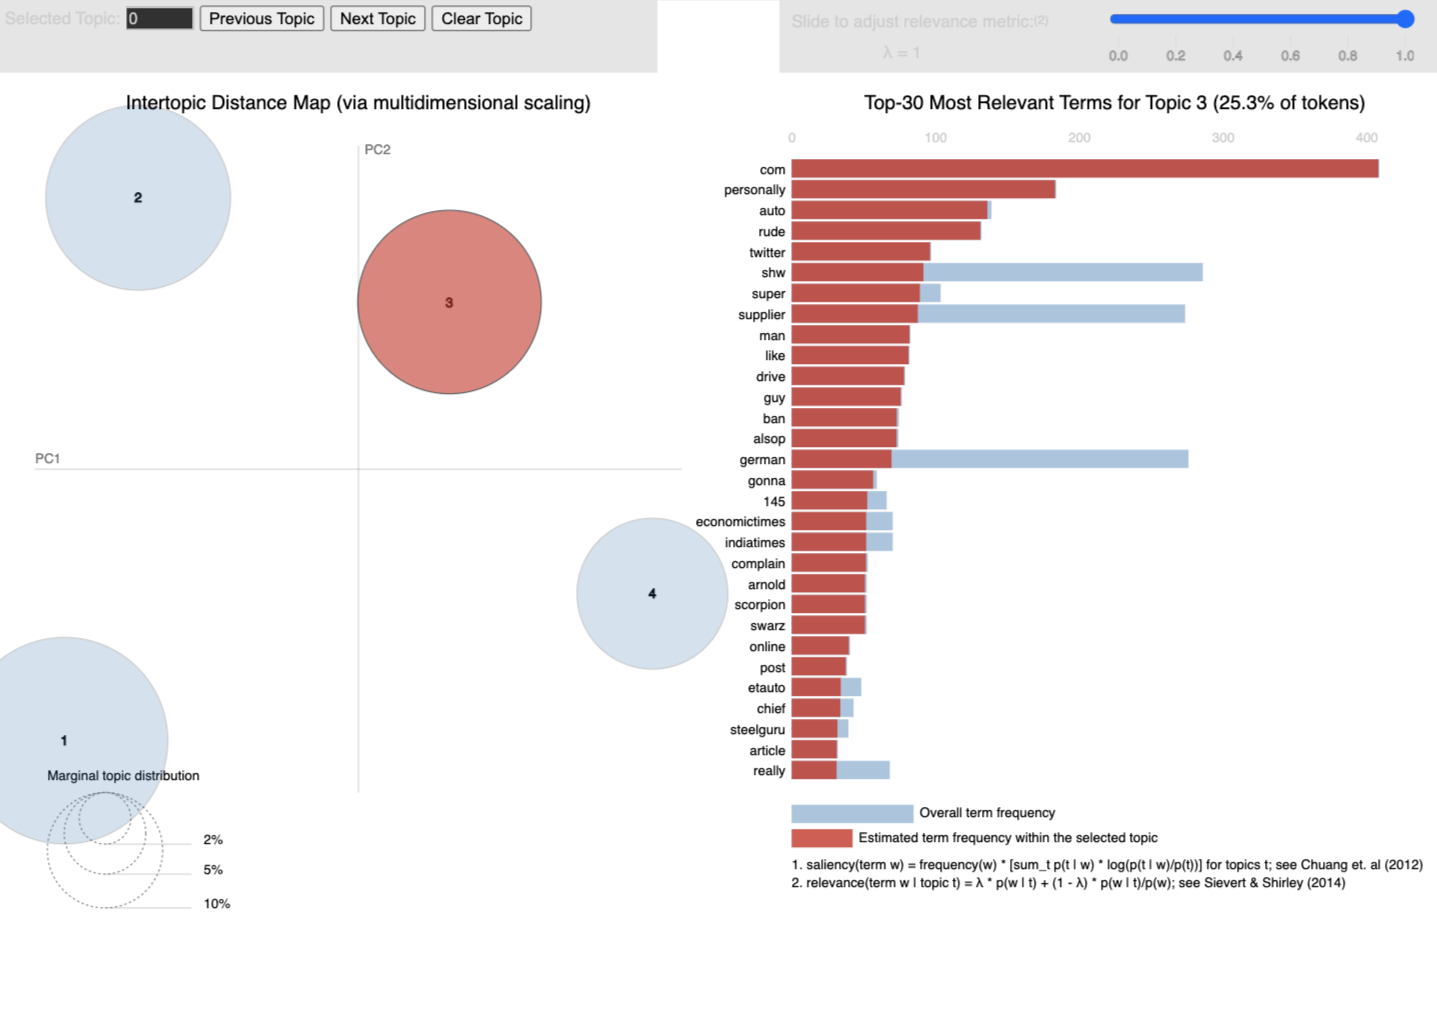 Selected Topic: 0 Previous Topic Next Topic Clear Topic
Slide to adjust relevance metric:(2)
λ = 1
0.0 0.2 0.4 0.6 0.8 1.0
Intertopic Distance Map (via multidimensional scaling)
PC2
PC1
2
3
4
1
Marginal topic distribution
2%
5%
10%
Top-30 Most Relevant Terms for Topic 3 (25.3% of tokens)
0 100 200 300 400
com
personally
auto
rude
twitter
shw
super
supplier
man
like
drive
guy
ban
alsop
german
gonna
145
economictimes
indiatimes
complain
arnold
scorpion
swarz
online
post
etauto
chief
steelguru
article
really
Overall term frequency
Estimated term frequency within the selected topic
1. saliency(term w) = frequency(w) * [sum_t p(t | w) * log(p(t | w)/p(t))] for topics t; see Chuang et. al (2012)
2. relevance(term w | topic t) = λ * p(w | t) + (1 - λ) * p(w | t)/p(w); see Sievert & Shirley (2014)